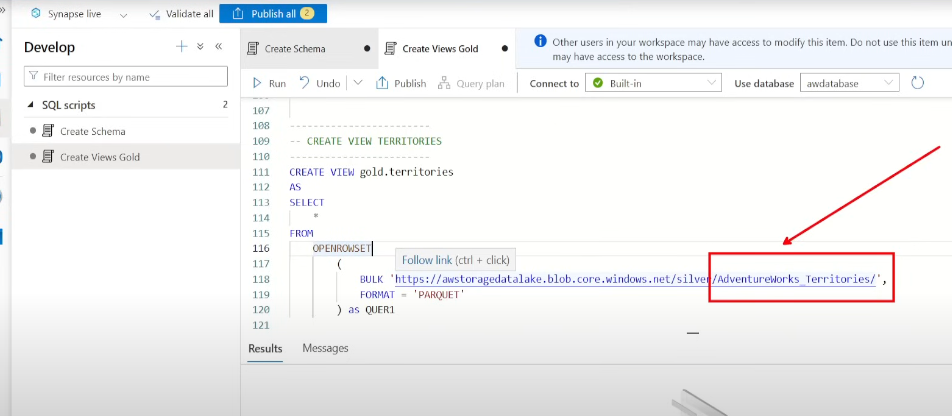 Synapse live
Validate all
Publish all 2
Develop
Filter resources by name
SQL scripts 2
Create Schema
Create Views Gold
Create Schema
Create Views Gold
Other users in your workspace may have access to modify this item. Do not use this item un
may have access to the workspace.
Run Undo Publish Query plan Connect to Built-in Use database awdatabase
107
108 ------------------------
109 -- CREATE VIEW TERRITORIES
110 ------------------------
111 CREATE VIEW gold.territories
112 AS
113 SELECT
114 *
115 FROM
116 OPENROWSET
Follow link (ctrl + click)
117 (
118 BULK 'https://awstoragedatalake.blob.core.windows.net/silver/AdventureWorks_Territories/',
119 FORMAT = 'PARQUET'
120 ) as QUER1
121
Results Messages